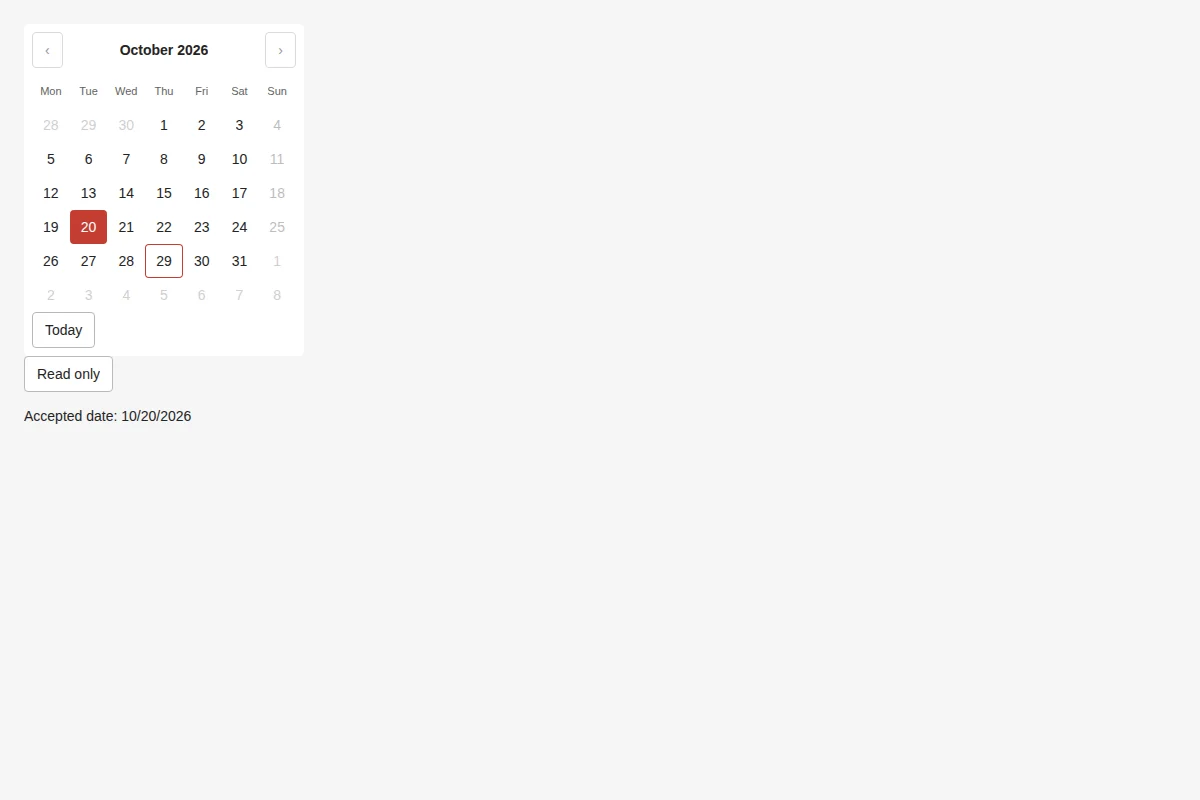 ‹ October 2026 ›
Mon Tue Wed Thu Fri Sat Sun
28 29 30 1 2 3 4
5 6 7 8 9 10 11
12 13 14 15 16 17 18
19 20 21 22 23 24 25
26 27 28 29 30 31 1
2 3 4 5 6 7 8
Today
Read only
Accepted date: 10/20/2026